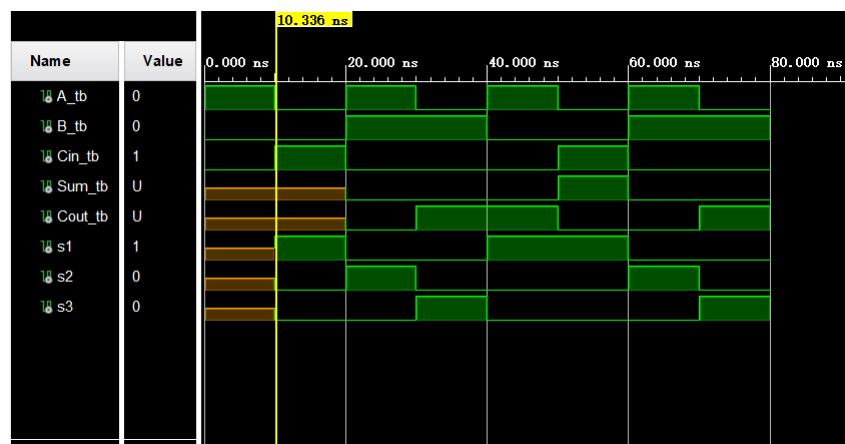 10.336 ns
Name Value
0.000 ns 20.000 ns 40.000 ns 60.000 ns 80.000 ns
A_tb 0
B_tb 0
Cin_tb 1
Sum_tb U
Cout_tb U
s1 1
s2 0
s3 0